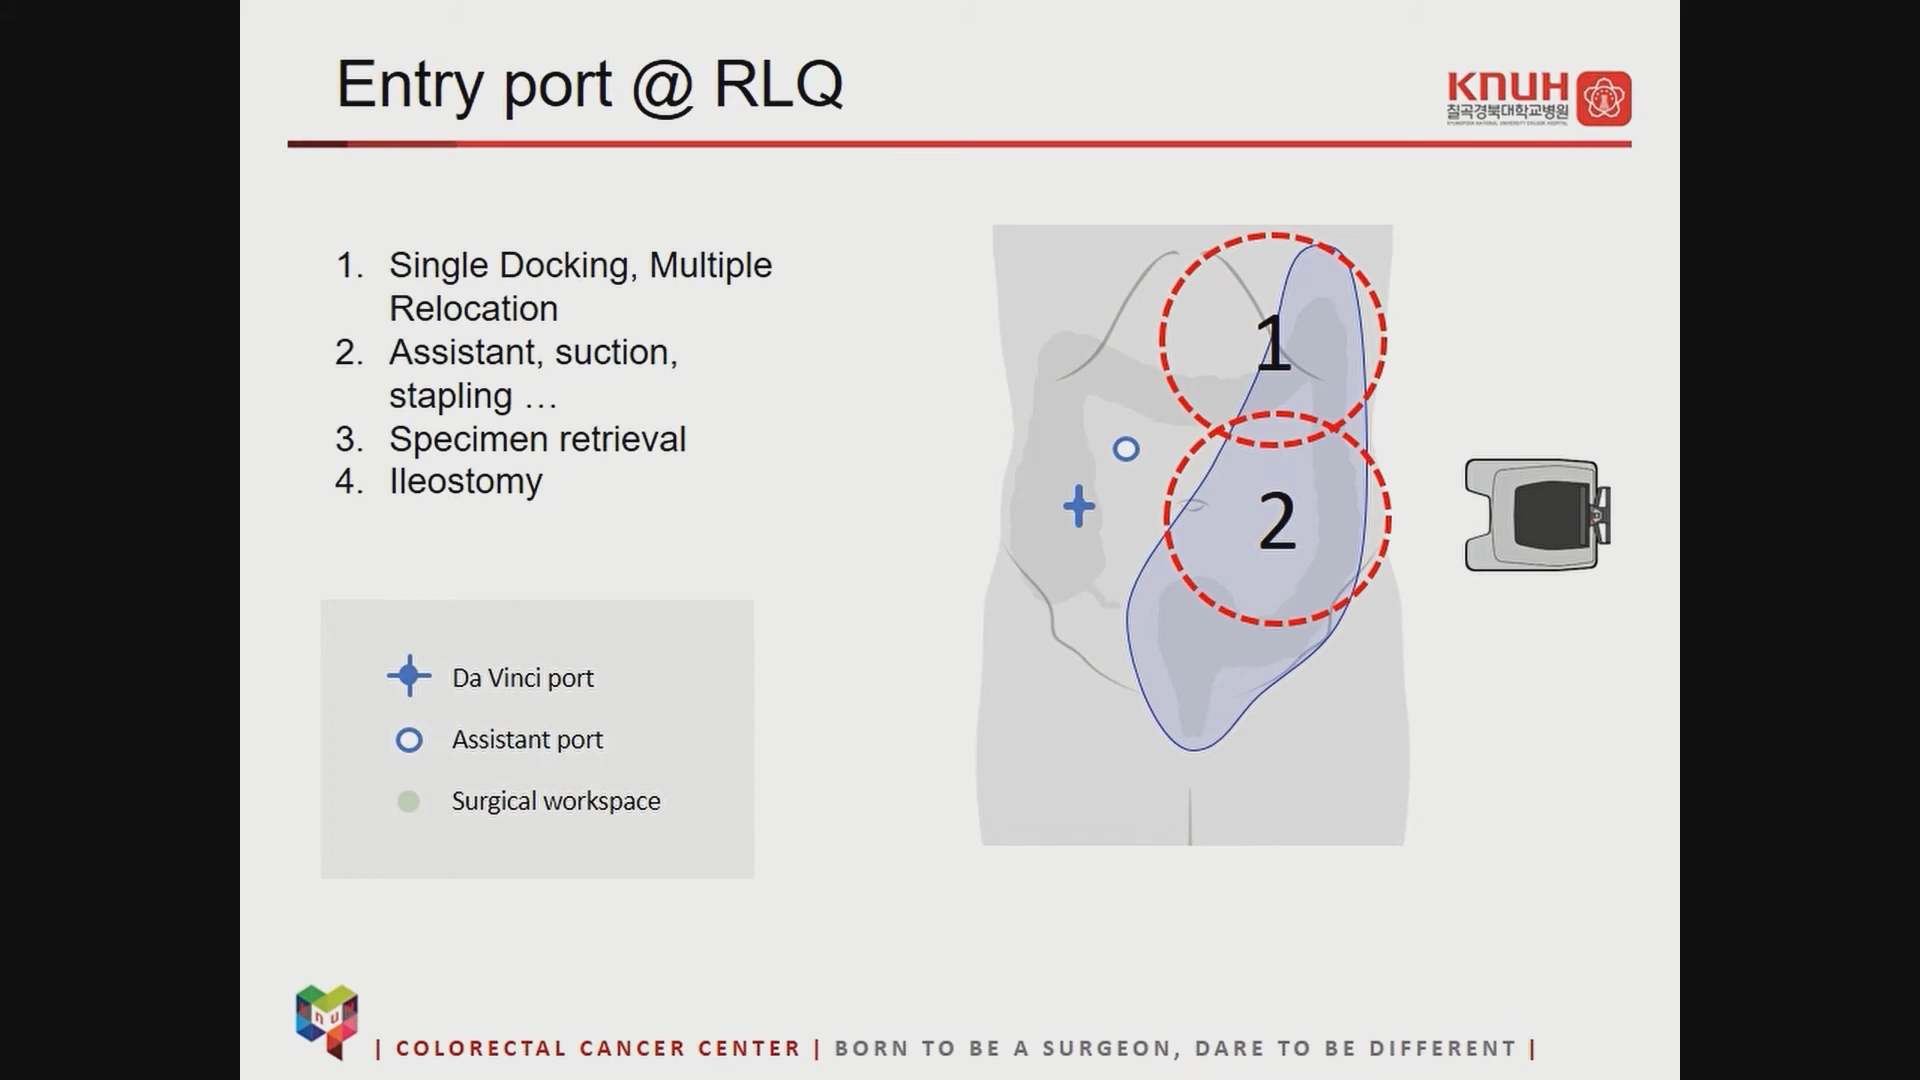 Entry port @ RLQ
KNUH
칠곡경북대학교병원
1. Single Docking, Multiple
Relocation
2. Assistant, suction,
stapling …
3. Specimen retrieval
4. Ileostomy
1
2
Da Vinci port
Assistant port
Surgical workspace
| COLORECTAL CANCER CENTER | BORN TO BE A SURGEON, DARE TO BE DIFFERENT |